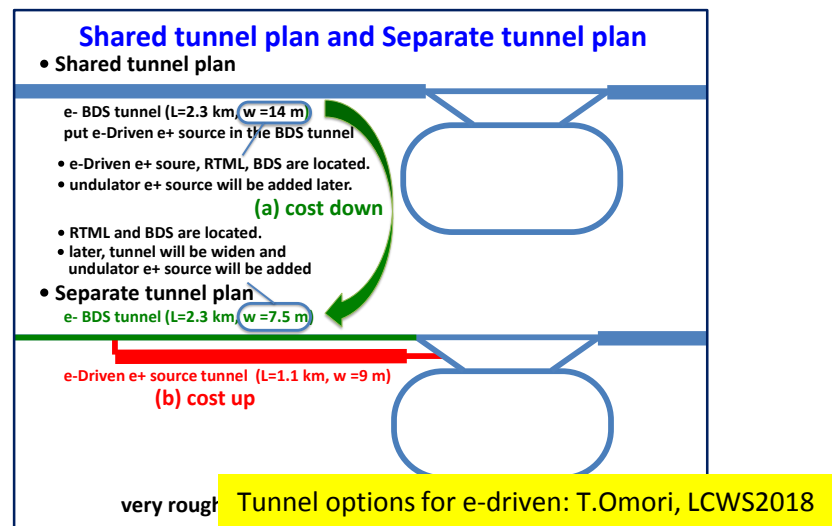 Shared tunnel plan and Separate tunnel plan
• Shared tunnel plan
e- BDS tunnel (L=2.3 km, w =14 m)
put e-Driven e+ source in the BDS tunnel
• e-Driven e+ soure, RTML, BDS are located.
• undulator e+ source will be added later.
(a) cost down
• RTML and BDS are located.
• later, tunnel will be widen and
undulator e+ source will be added
• Separate tunnel plan
e- BDS tunnel (L=2.3 km, w =7.5 m)
e-Driven e+ source tunnel (L=1.1 km, w =9 m)
(b) cost up
very rough
Tunnel options for e-driven: T.Omori, LCWS2018